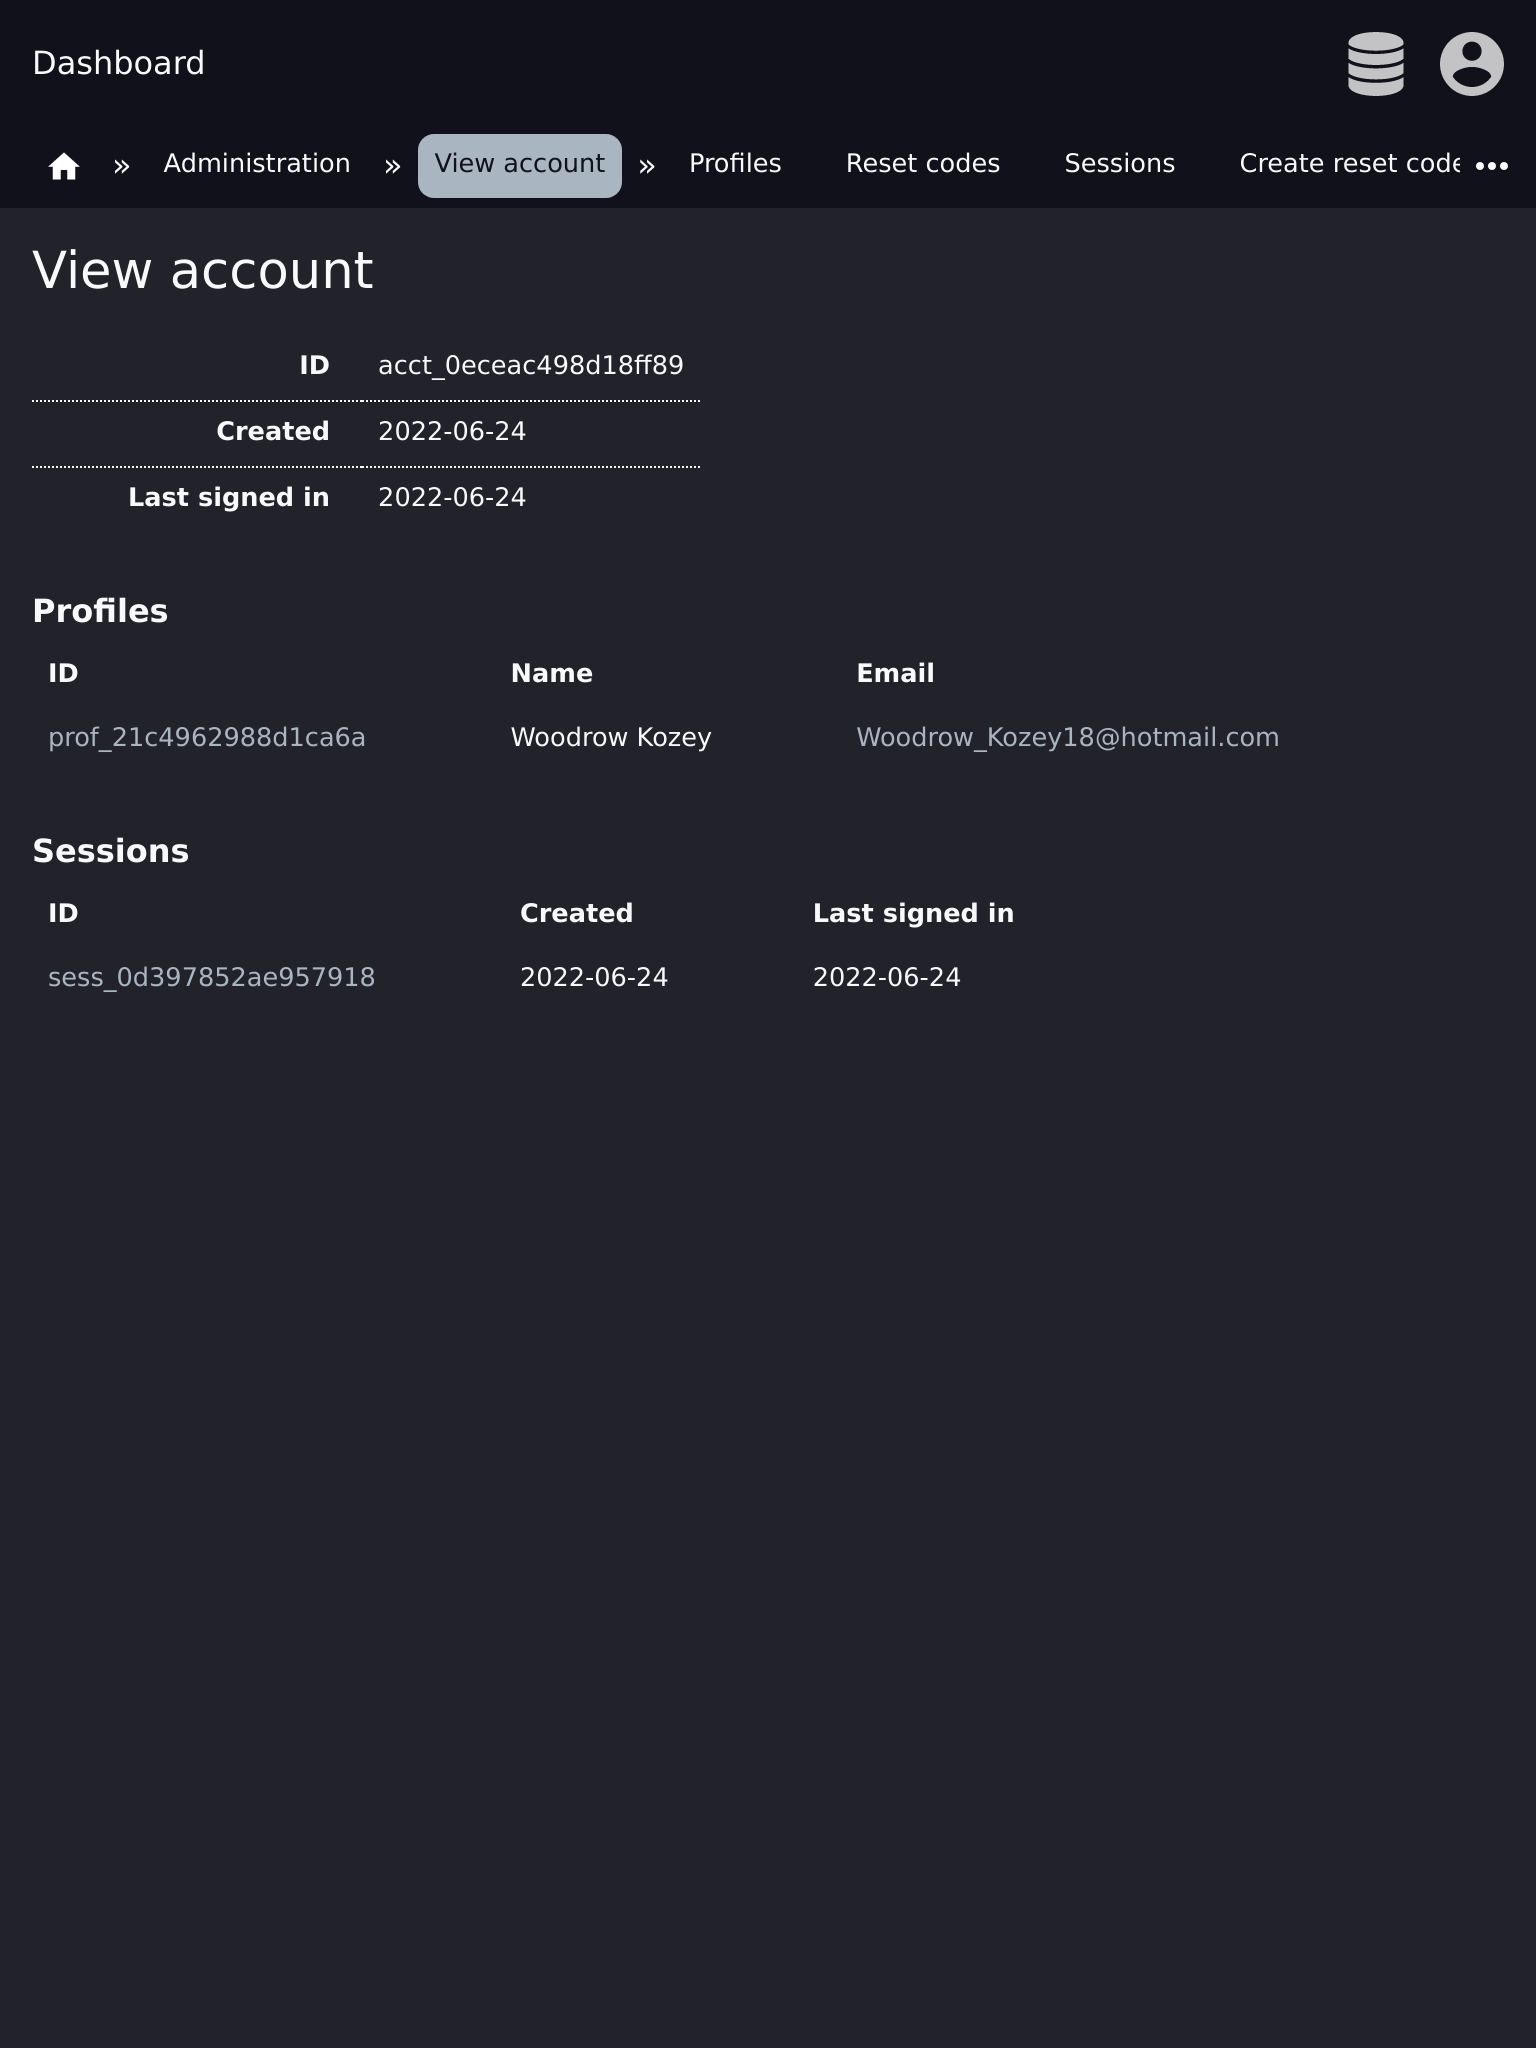 Dashboard
» Administration » View account » Profiles Reset codes Sessions Create reset code
View account
ID acct_0eceac498d18ff89
Created 2022-06-24
Last signed in 2022-06-24
Profiles
ID Name Email
prof_21c4962988d1ca6a Woodrow Kozey Woodrow_Kozey18@hotmail.com
Sessions
ID Created Last signed in
sess_0d397852ae957918 2022-06-24 2022-06-24